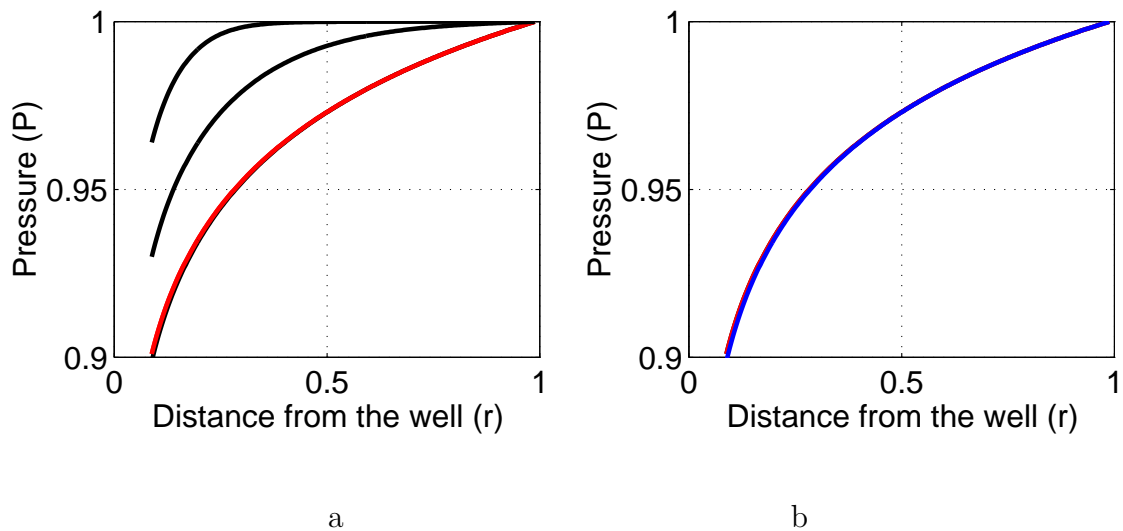 1
0.95
0.9
Pressure (P)
0
0.5
1
Distance from the well (r)
a
1
0.95
0.9
Pressure (P)
0
0.5
1
Distance from the well (r)
b